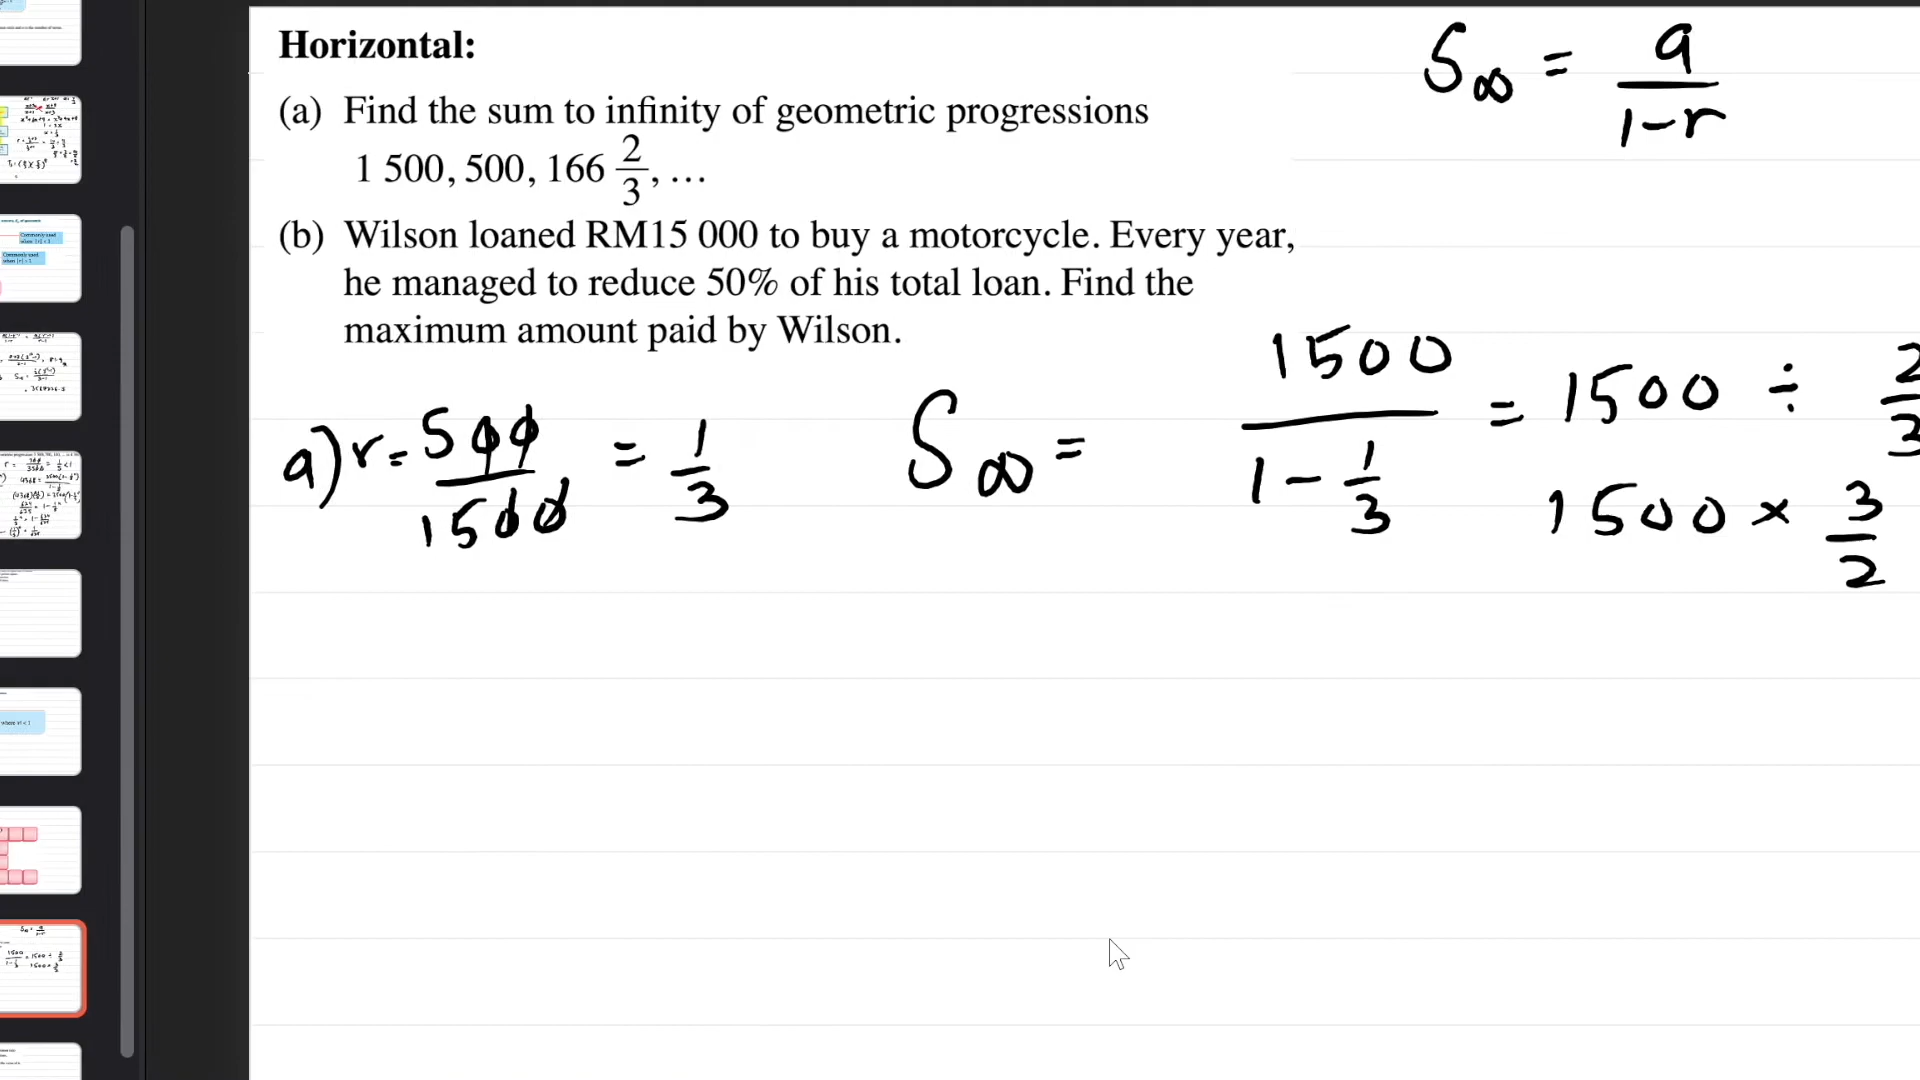 Horizontal:
S∞ = a/(1-r)
(a) Find the sum to infinity of geometric progressions
1 500, 500, 166 2/3, ...
(b) Wilson loaned RM15 000 to buy a motorcycle. Every year,
he managed to reduce 50% of his total loan. Find the
maximum amount paid by Wilson.
a) r = 500/1500 = 1/3
S∞ = 1500/(1 - 1/3) = 1500 ÷ 2/3
1500 × 3/2